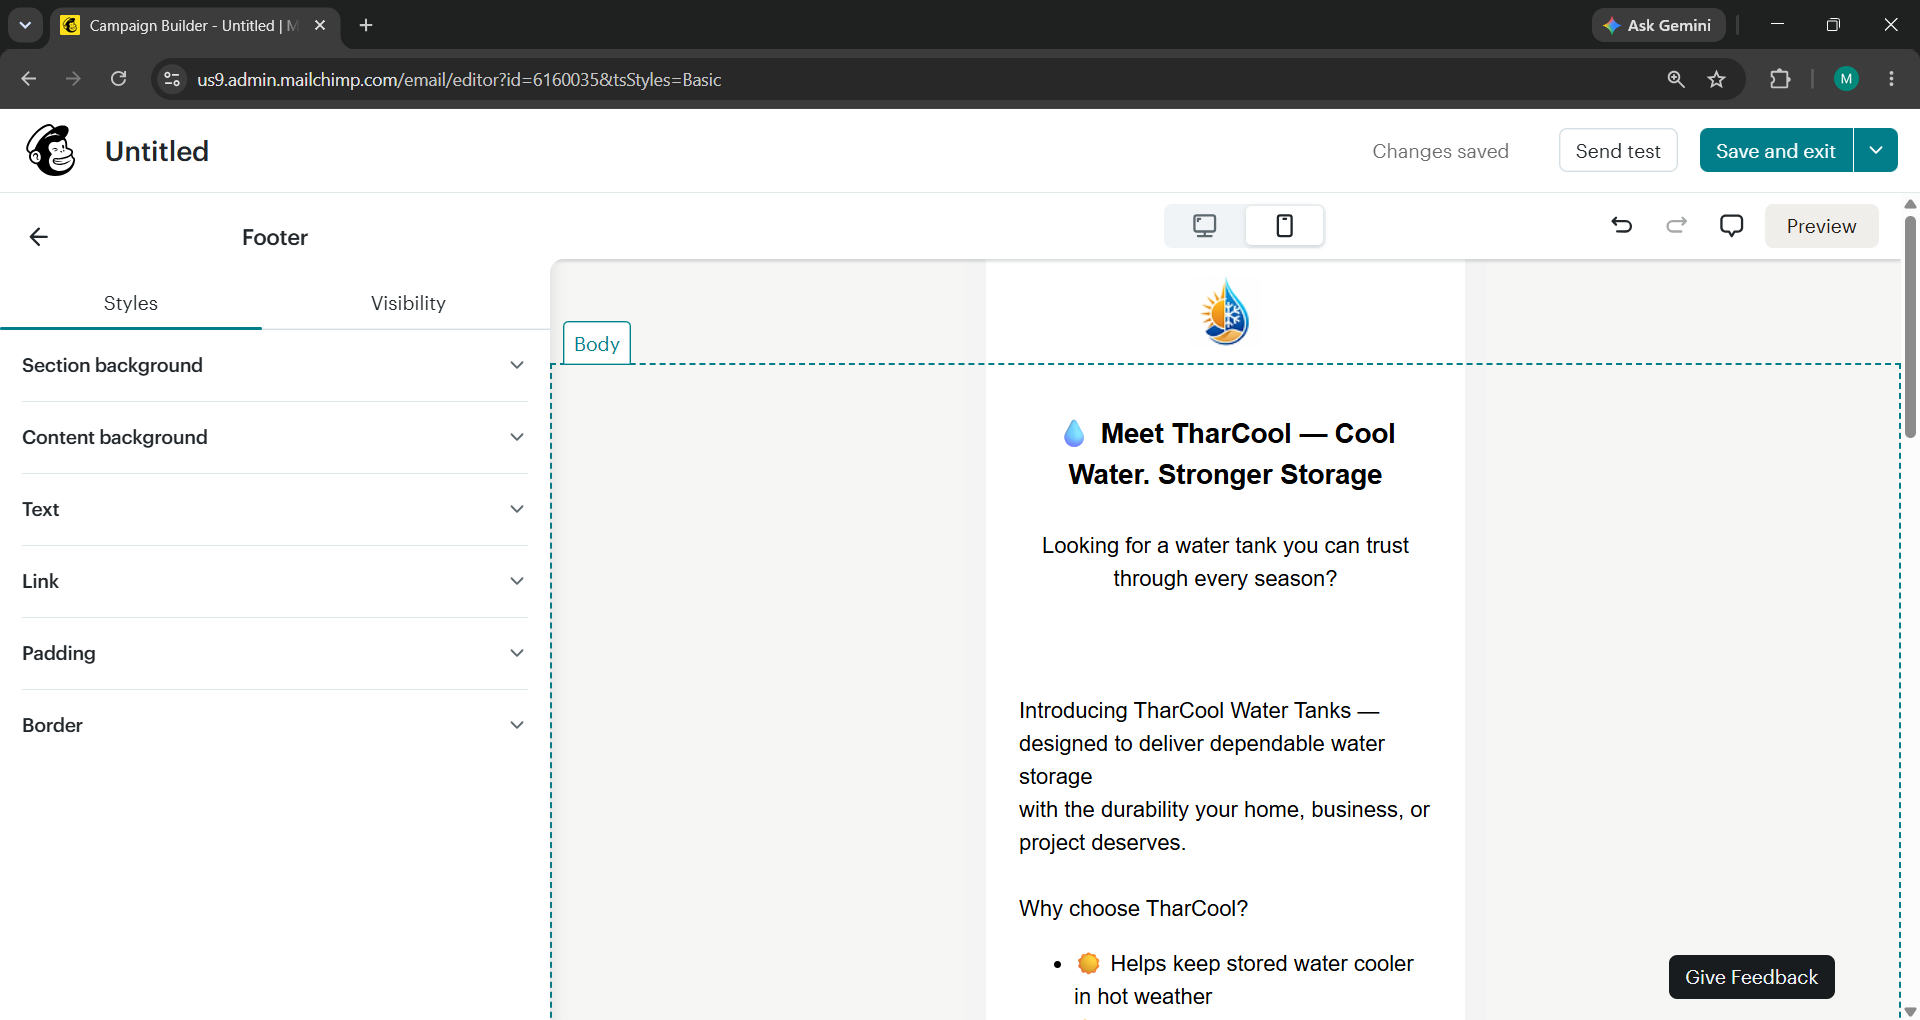 Campaign Builder - Untitled | M
Ask Gemini
us9.admin.mailchimp.com/email/editor?id=6160035&tsStyles=Basic
M
Untitled
Changes saved
Send test
Save and exit
Footer
Preview
Styles
Visibility
Section background
Content background
Text
Link
Padding
Border
Body
💧 Meet TharCool — Cool
Water. Stronger Storage
Looking for a water tank you can trust
through every season?
Introducing TharCool Water Tanks —
designed to deliver dependable water
storage
with the durability your home, business, or
project deserves.
Why choose TharCool?
• ☀️ Helps keep stored water cooler
in hot weather
Give Feedback